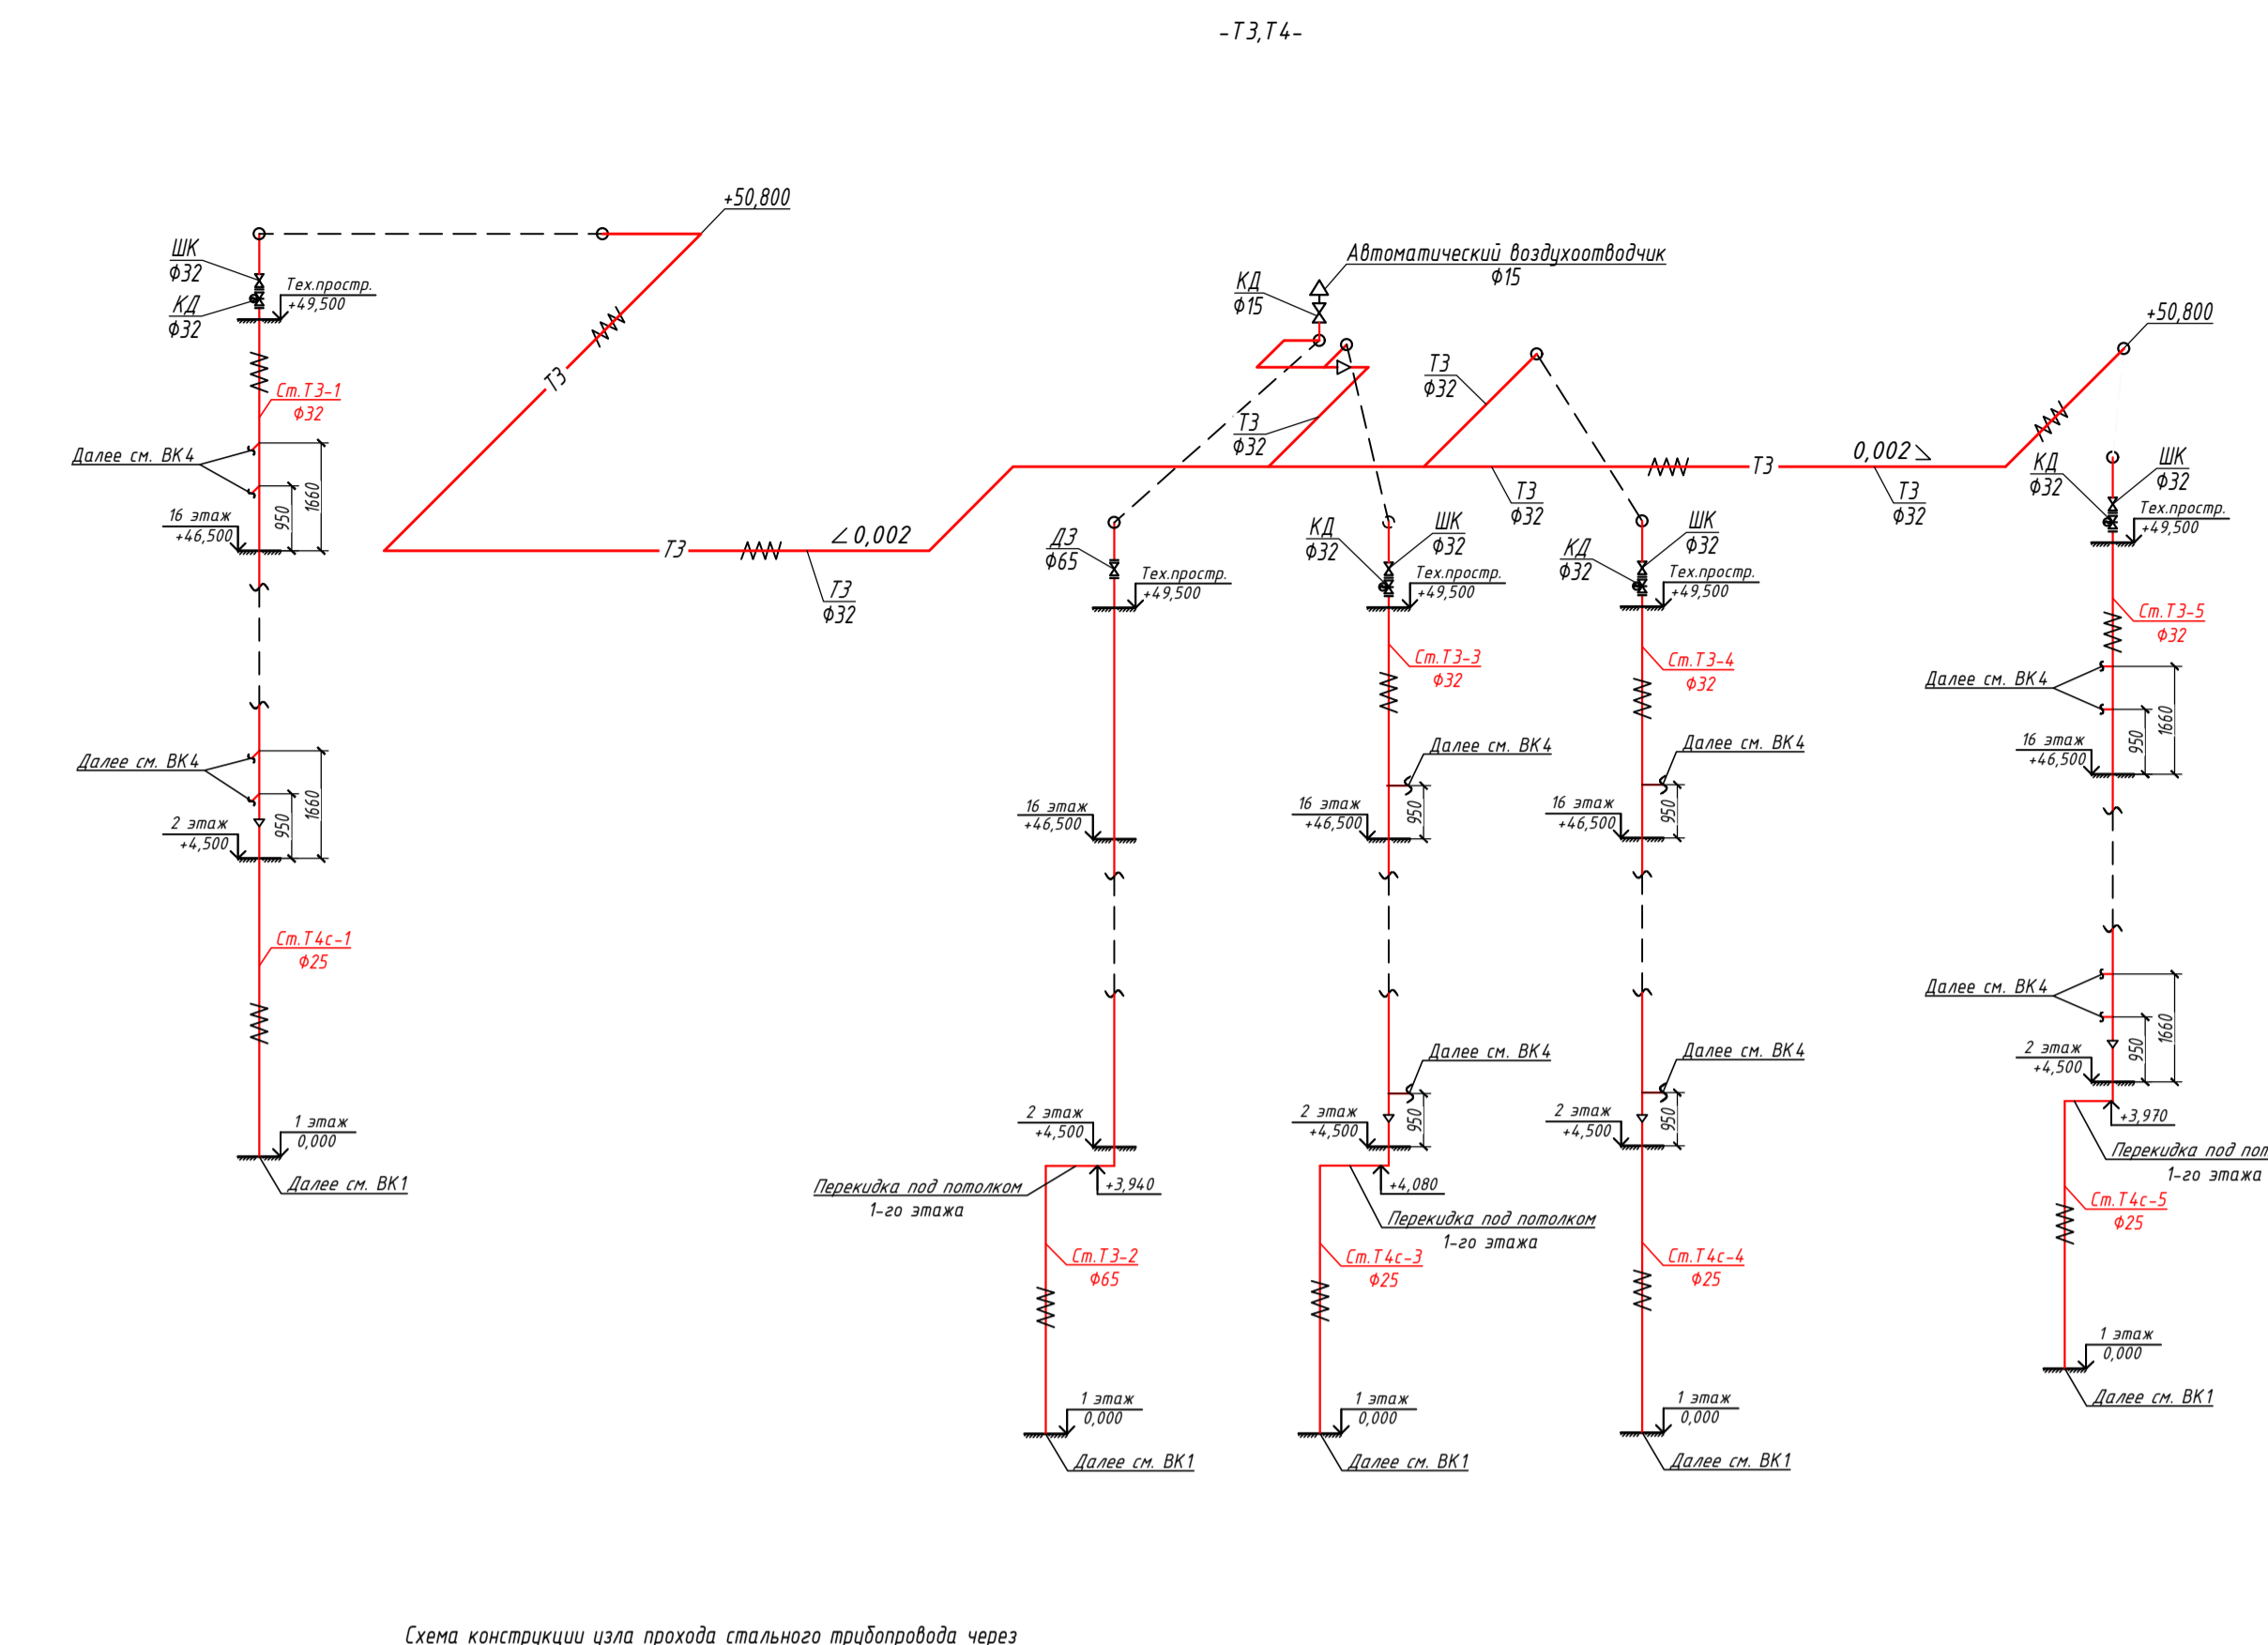 -Т3,Т4-
+50,800
ШК
Ф32
КД
Ф32
Тех.простр.
+49,500
Ст.Т3-1
Ф32
Далее см. ВК4
1660
950
16 этаж
+46,500
Далее см. ВК4
1660
950
2 этаж
+4,500
Ст.Т4с-1
Ф25
1 этаж
0,000
Далее см. ВК1
Т3
Т3
∠0,002
Т3
Ф32
КД
Ф15
Автоматический воздухоотводчик
Ф15
Т3
Ф32
Т3
Ф32
Т3
Ф32
Т3
0,002
Т3
Ф32
+50,800
ДЗ
Ф65
Тех.простр.
+49,500
16 этаж
+46,500
2 этаж
+4,500
+3,940
Перекидка под потолком
1-го этажа
Ст.Т3-2
Ф65
1 этаж
0,000
Далее см. ВК1
КД
Ф32
ШК
Ф32
Тех.простр.
+49,500
Ст.Т3-3
Ф32
Далее см. ВК4
950
16 этаж
+46,500
Далее см. ВК4
950
2 этаж
+4,500
+4,080
Перекидка под потолком
1-го этажа
Ст.Т4с-3
Ф25
1 этаж
0,000
Далее см. ВК1
КД
Ф32
ШК
Ф32
Тех.простр.
+49,500
Ст.Т3-4
Ф32
Далее см. ВК4
950
16 этаж
+46,500
Далее см. ВК4
950
2 этаж
+4,500
Ст.Т4с-4
Ф25
1 этаж
0,000
Далее см. ВК1
КД
Ф32
ШК
Ф32
Тех.простр.
+49,500
Ст.Т3-5
Ф32
Далее см. ВК4
1660
950
16 этаж
+46,500
Далее см. ВК4
1660
950
2 этаж
+4,500
+3,970
Перекидка под
1-го этажа
Ст.Т4с-5
Ф25
1 этаж
0,000
Далее см. ВК1
Схема конструкции узла прохода стального трубопровода через